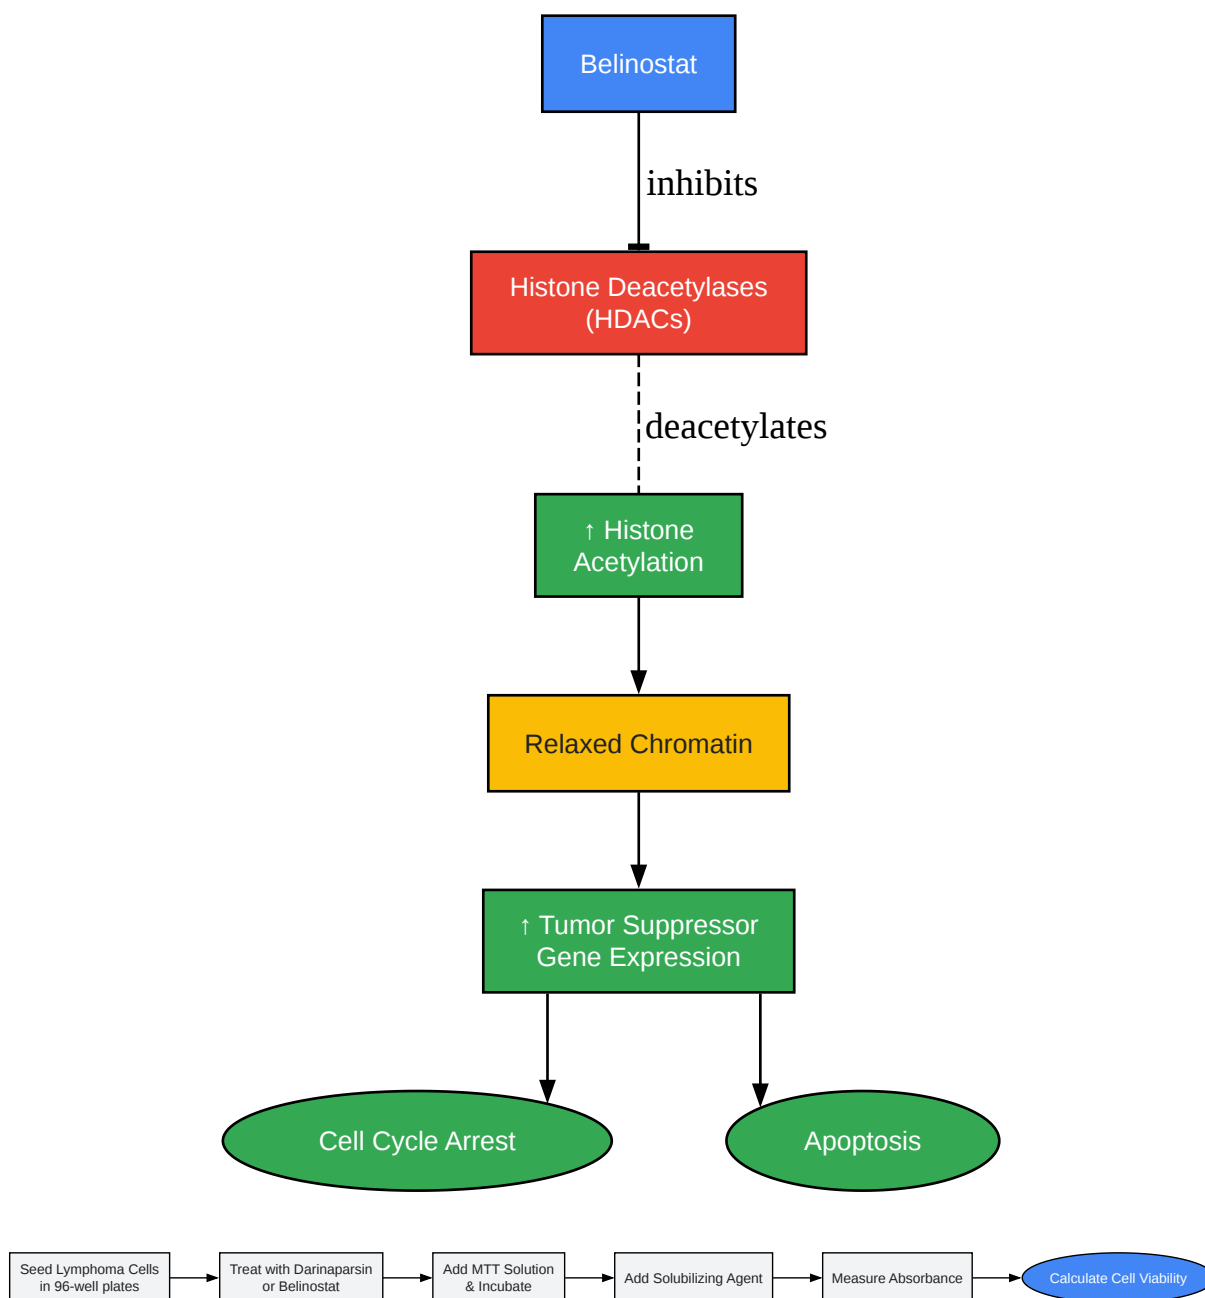 Belinostat
inhibits
Histone Deacetylases
(HDACs)
deacetylates
↑ Histone
Acetylation
Relaxed Chromatin
↑ Tumor Suppressor
Gene Expression
Cell Cycle Arrest
Apoptosis
Seed Lymphoma Cells
in 96-well plates
Treat with Darinaparsin
or Belinostat
Add MTT Solution
& Incubate
Add Solubilizing Agent
Measure Absorbance
Calculate Cell Viability